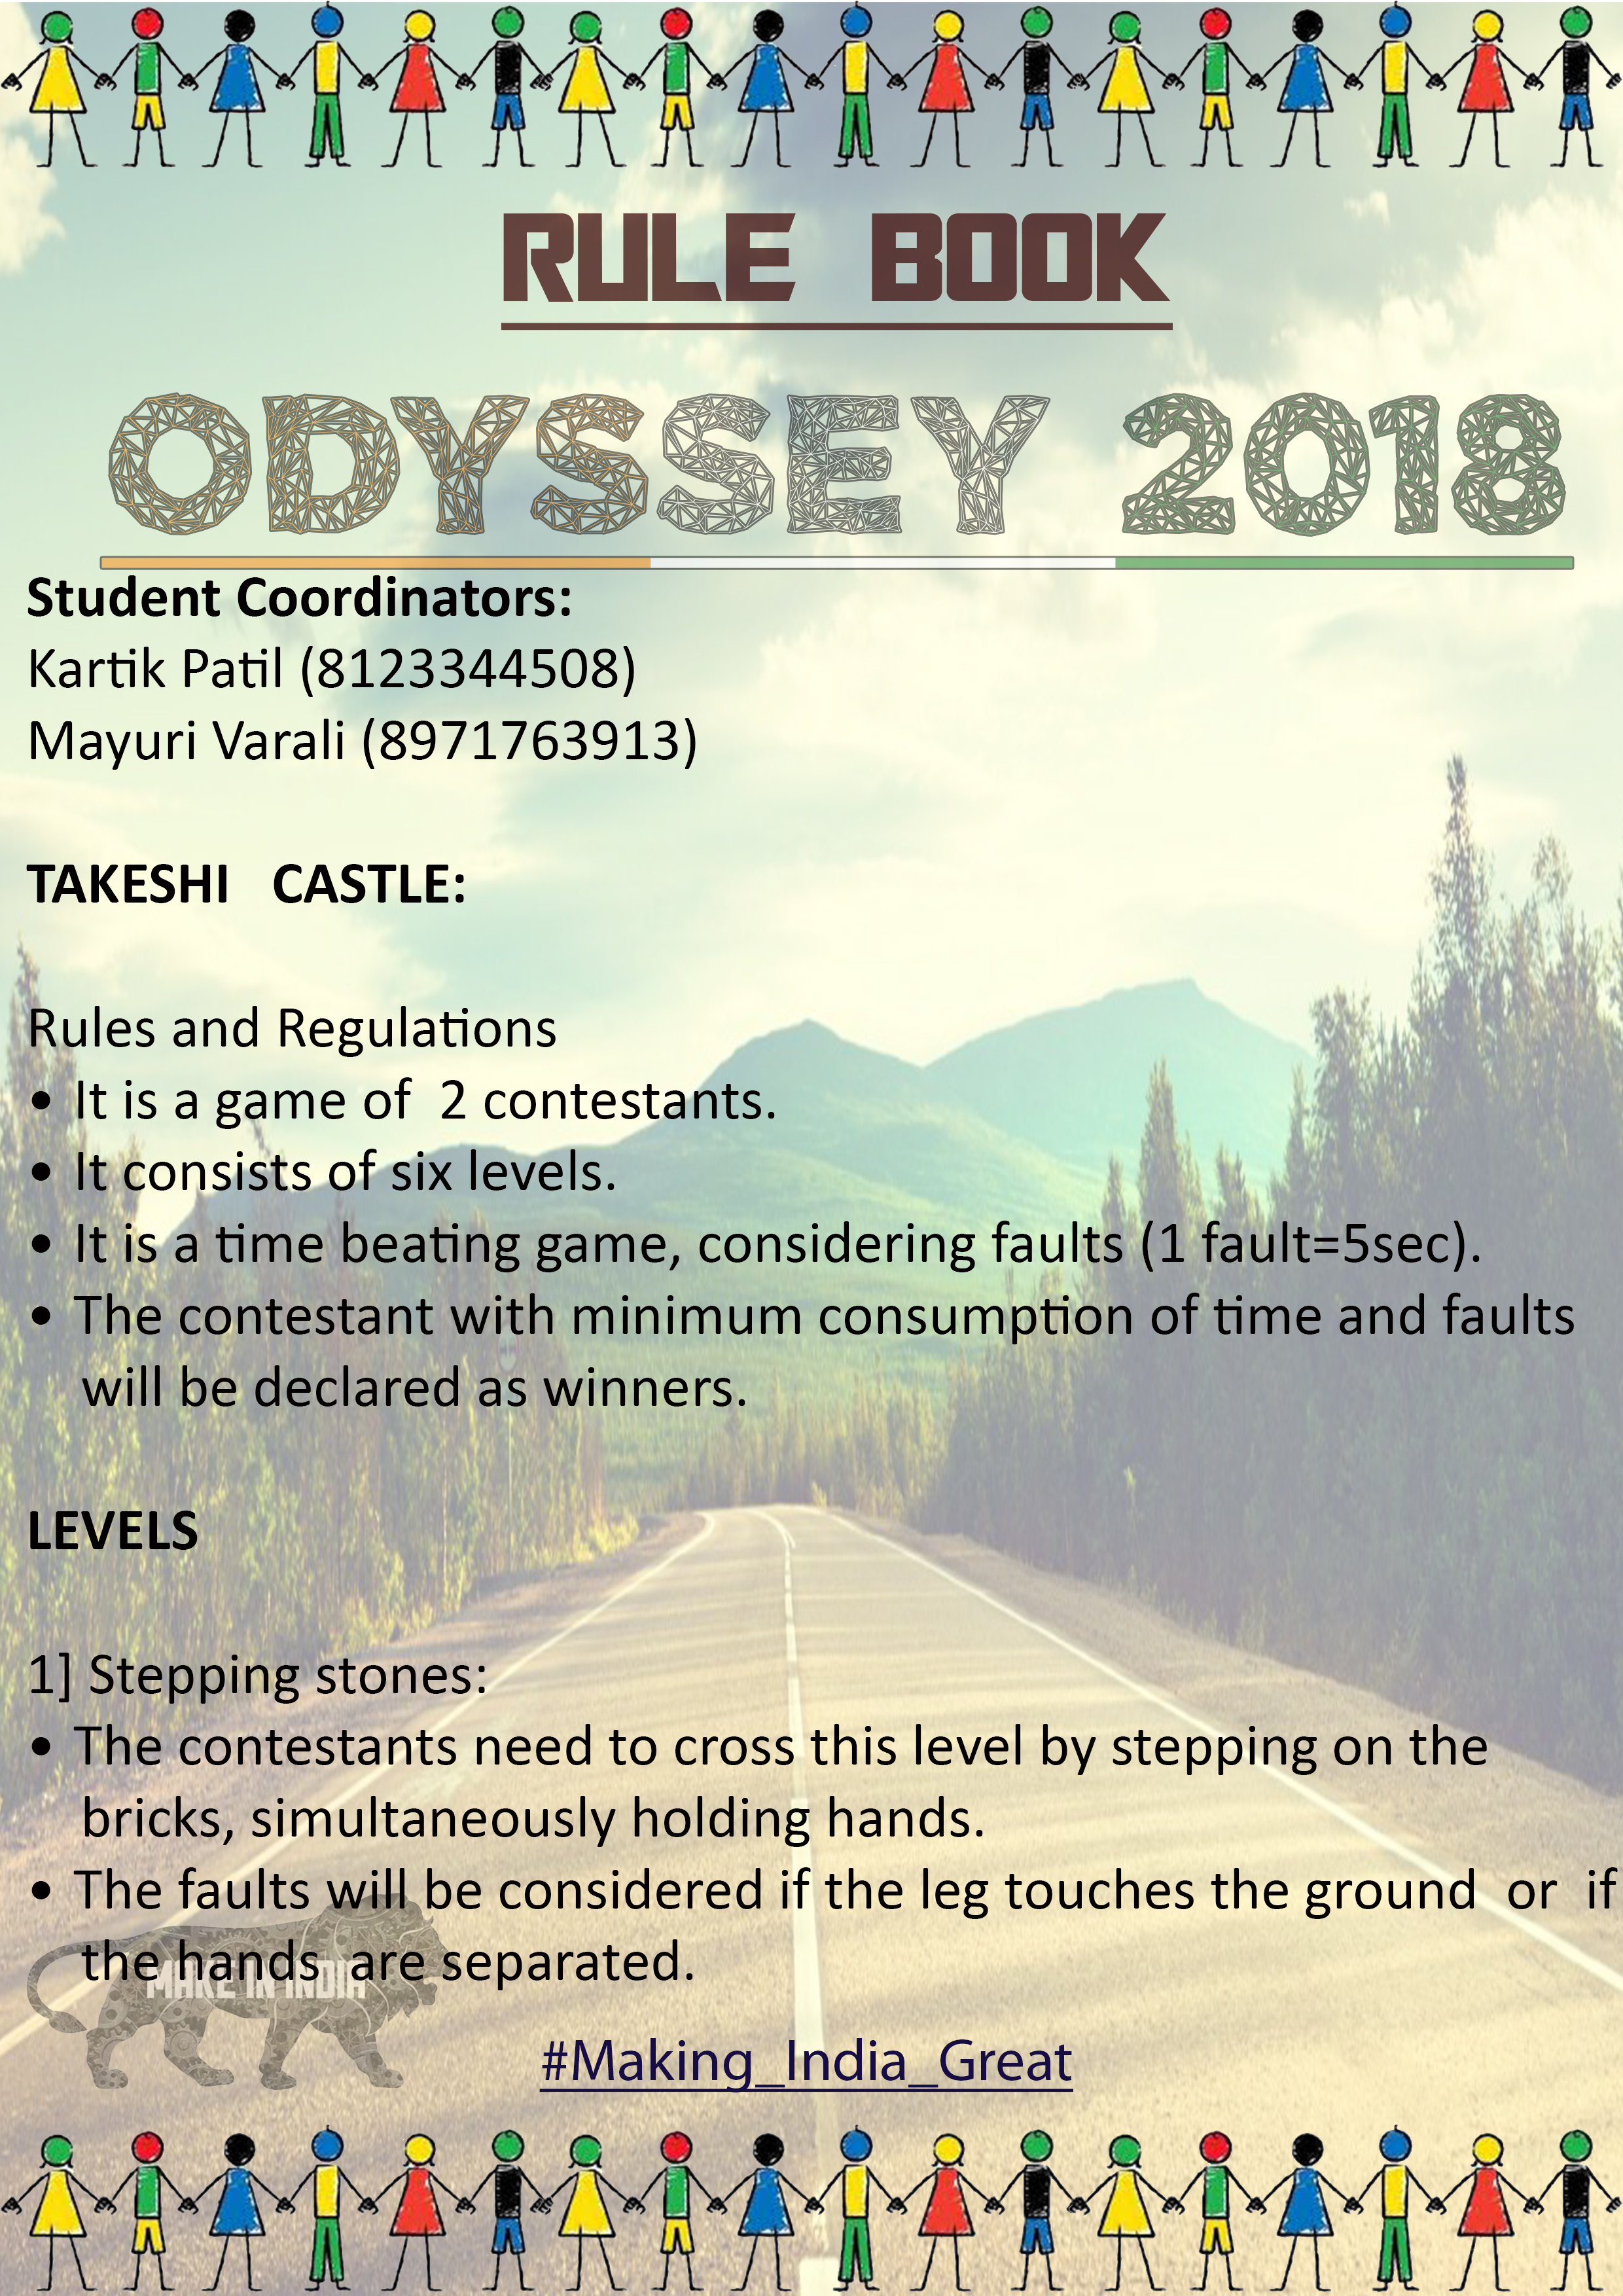 RULE BOOK
ODYSSEY 2018
Student Coordinators:
Kartik Patil (8123344508)
Mayuri Varali (8971763913)
TAKESHI CASTLE:
Rules and Regulations
• It is a game of 2 contestants.
• It consists of six levels.
• It is a time beating game, considering faults (1 fault=5sec).
• The contestant with minimum consumption of time and faults
will be declared as winners.
LEVELS
1] Stepping stones:
• The contestants need to cross this level by stepping on the
bricks, simultaneously holding hands.
• The faults will be considered if the leg touches the ground or if
the hands are separated.
MAKE IN INDIA
#Making_India_Great